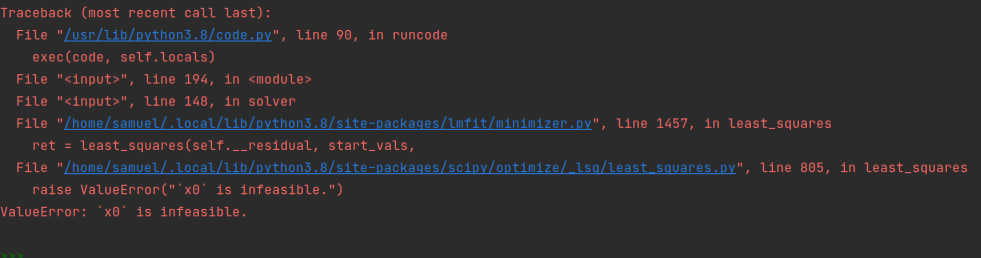 Traceback (most recent call last):
  File "/usr/lib/python3.8/code.py", line 90, in runcode
    exec(code, self.locals)
  File "<input>", line 194, in <module>
  File "<input>", line 148, in solver
  File "/home/samuel/.local/lib/python3.8/site-packages/lmfit/minimizer.py", line 1457, in least_squares
    ret = least_squares(self.__residual, start_vals,
  File "/home/samuel/.local/lib/python3.8/site-packages/scipy/optimize/_lsq/least_squares.py", line 805, in least_squares
    raise ValueError("`x0` is infeasible.")
ValueError: `x0` is infeasible.
>>>